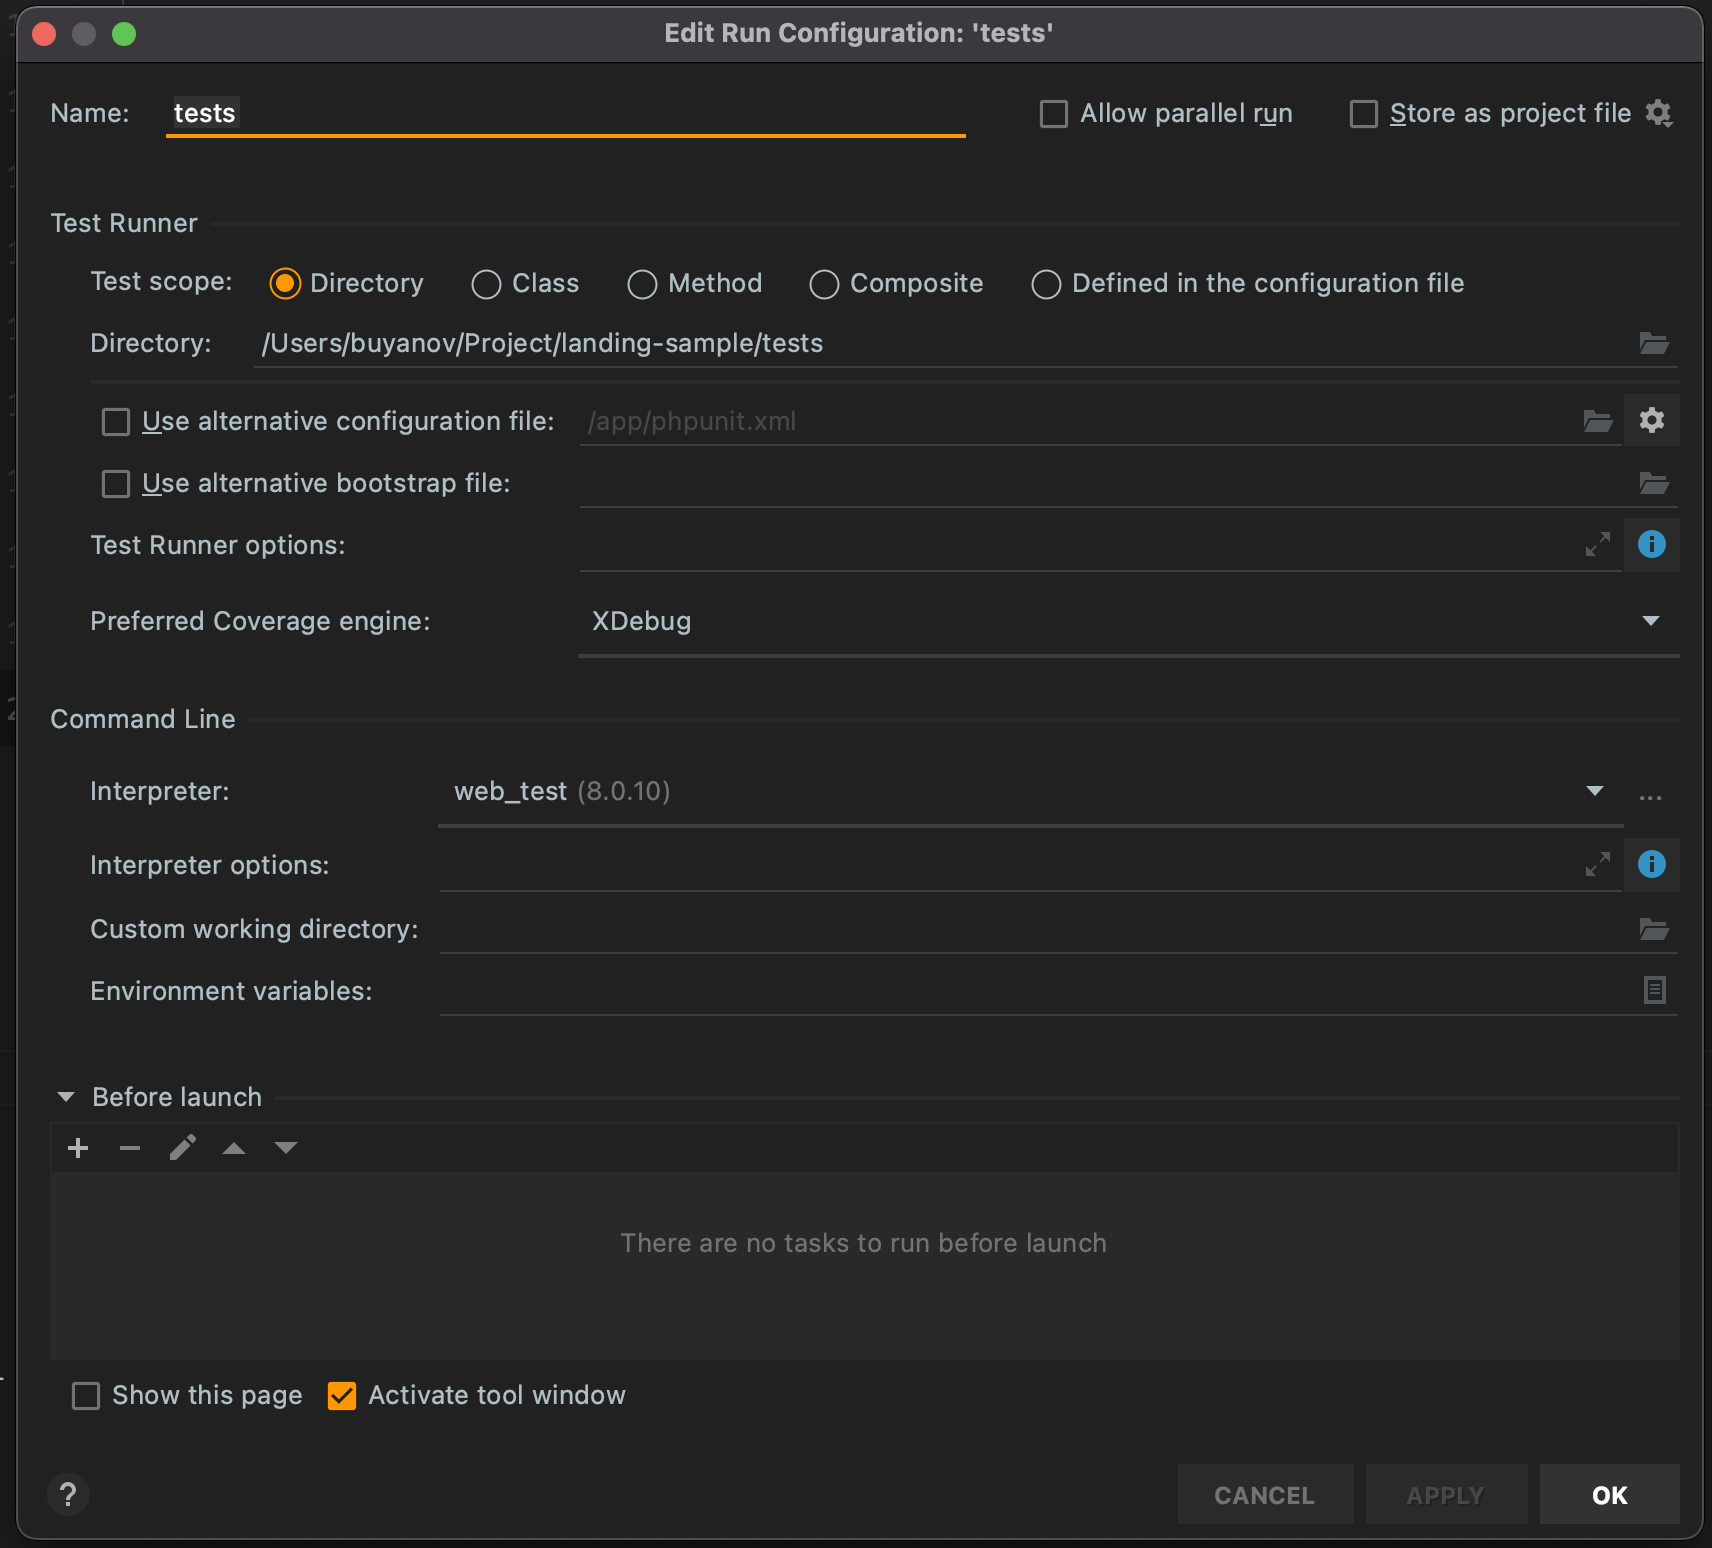 Edit Run Configuration: 'tests'
Name: tests Allow parallel run Store as project file
Test Runner
Test scope: Directory Class Method Composite Defined in the configuration file
Directory: /Users/buyanov/Project/landing-sample/tests
Use alternative configuration file: /app/phpunit.xml
Use alternative bootstrap file:
Test Runner options:
Preferred Coverage engine: XDebug
Command Line
Interpreter: web_test (8.0.10) ...
Interpreter options:
Custom working directory:
Environment variables:
Before launch
There are no tasks to run before launch
Show this page Activate tool window
? CANCEL APPLY OK